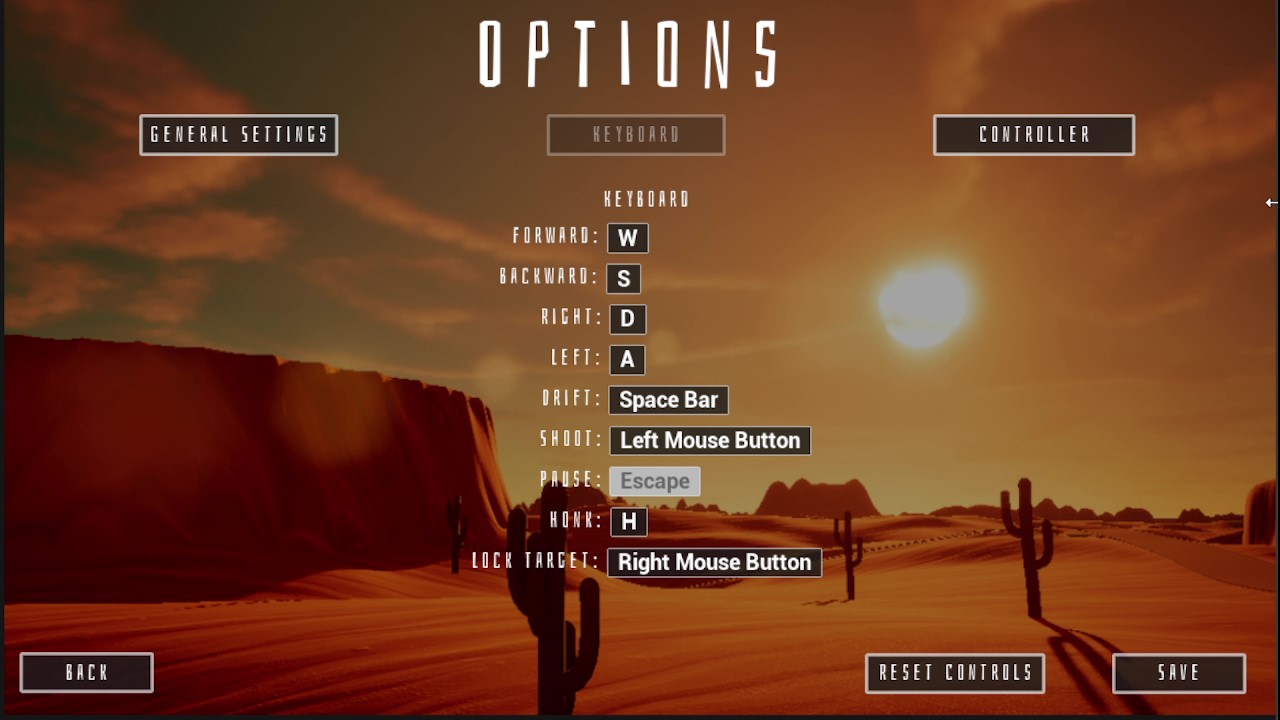 OPTIONS
GENERAL SETTINGS
KEYBOARD
CONTROLLER
KEYBOARD
FORWARD: W
BACKWARD: S
RIGHT: D
LEFT: A
DRIFT: Space Bar
SHOOT: Left Mouse Button
PAUSE: Escape
HONK: H
LOCK TARGET: Right Mouse Button
BACK
RESET CONTROLS
SAVE